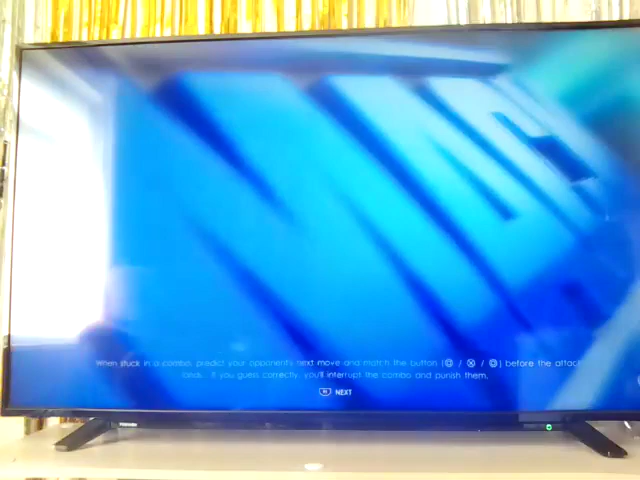 When stuck in a combo, predict your opponents next move and match the button ( / / ) before the attack
lands. If you guess correctly, you'll interrupt the combo and punish them.
NEXT